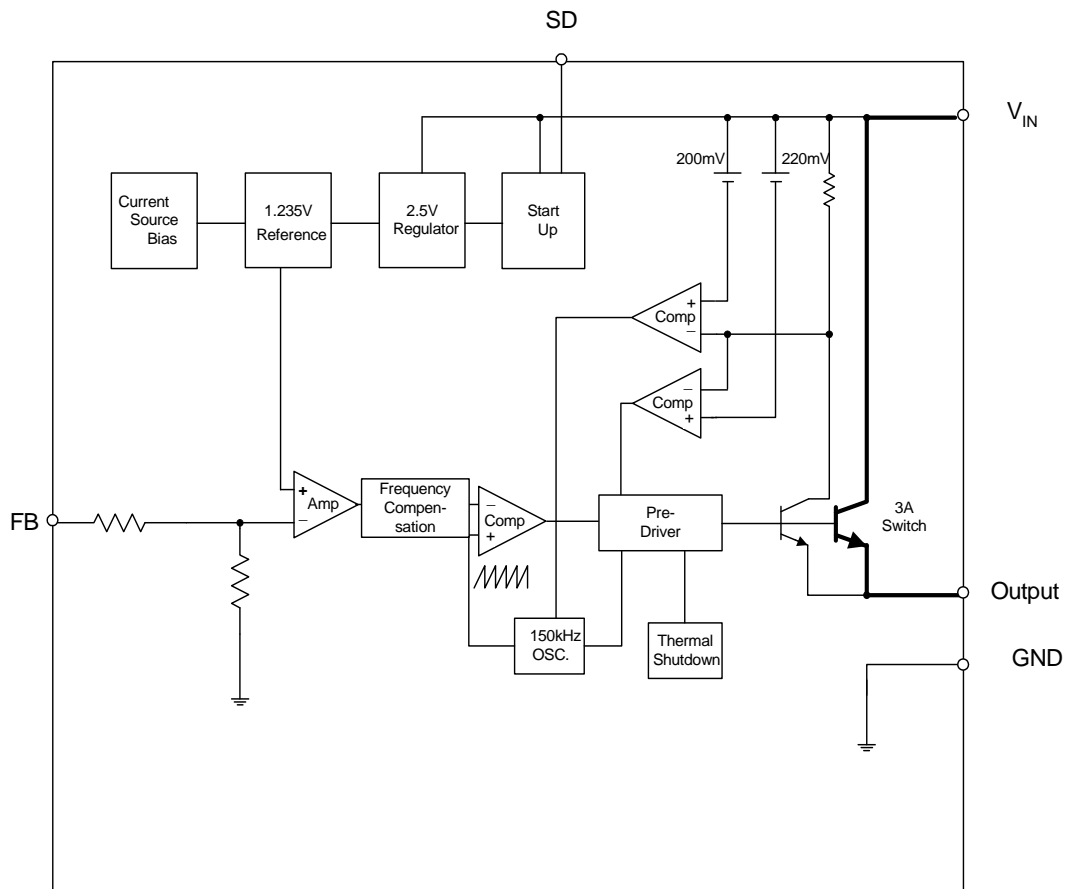 SD
V_IN
200mV
220mV
Current
Source
Bias
1.235V
Reference
2.5V
Regulator
Start
Up
+
Comp
−
−
Comp
+
+
Amp
−
Frequency
Compen-
sation
−
Comp
+
Pre-
Driver
3A
Switch
FB
Output
150kHz
OSC.
Thermal
Shutdown
GND